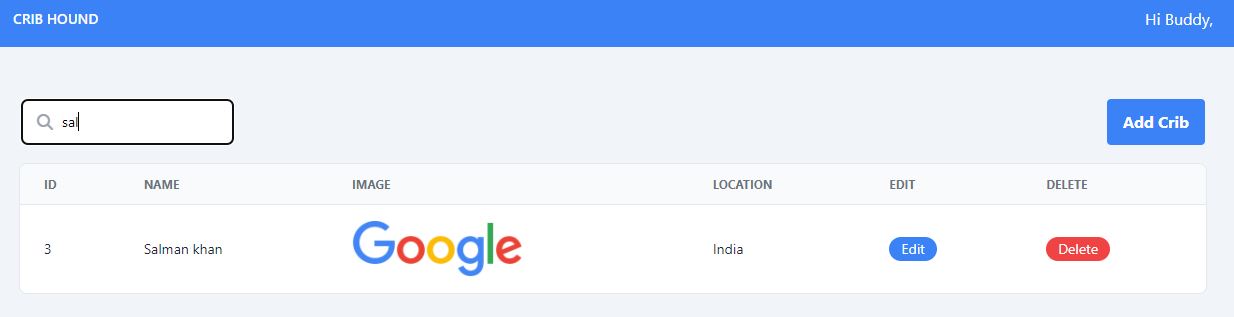 CRIB HOUND
Hi Buddy,
sal
Add Crib
ID NAME IMAGE LOCATION EDIT DELETE
3 Salman khan Google India Edit Delete